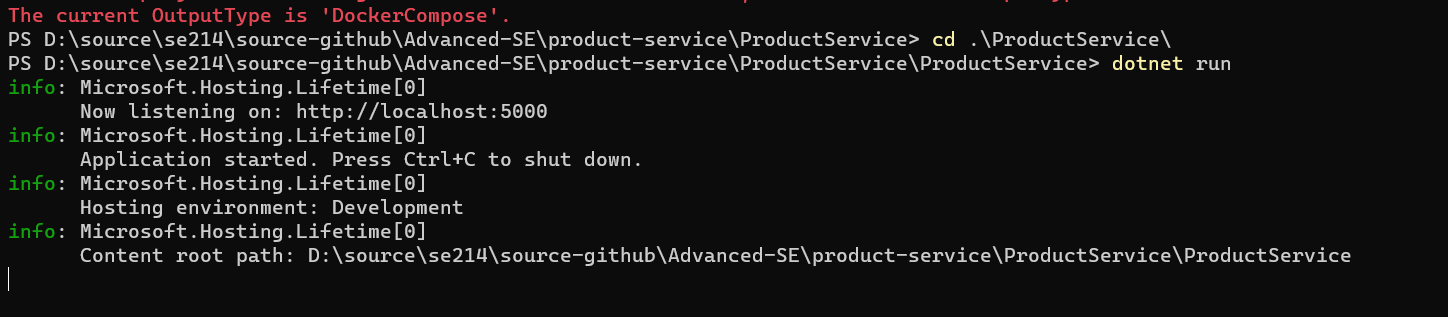 The current OutputType is 'DockerCompose'.
PS D:\source\se214\source-github\Advanced-SE\product-service\ProductService> cd .\ProductService\
PS D:\source\se214\source-github\Advanced-SE\product-service\ProductService\ProductService> dotnet run
info: Microsoft.Hosting.Lifetime[0]
      Now listening on: http://localhost:5000
info: Microsoft.Hosting.Lifetime[0]
      Application started. Press Ctrl+C to shut down.
info: Microsoft.Hosting.Lifetime[0]
      Hosting environment: Development
info: Microsoft.Hosting.Lifetime[0]
      Content root path: D:\source\se214\source-github\Advanced-SE\product-service\ProductService\ProductService